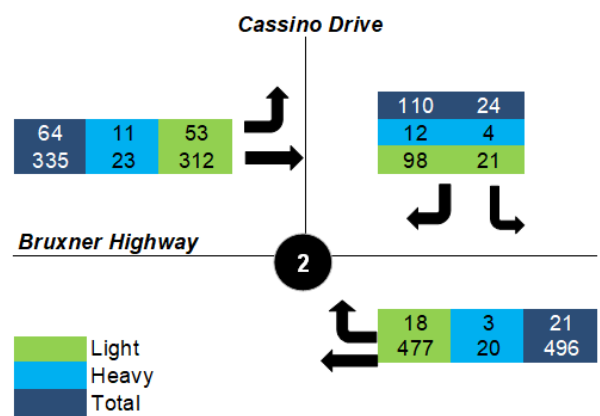 Cassino Drive
110 24
12 4
98 21
64 11 53
335 23 312
Bruxner Highway
2
18 3 21
477 20 496
Light
Heavy
Total